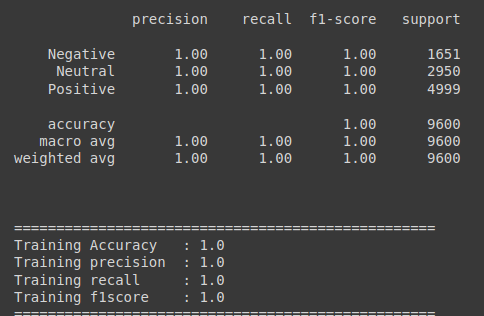 precision recall f1-score support
Negative 1.00 1.00 1.00 1651
Neutral 1.00 1.00 1.00 2950
Positive 1.00 1.00 1.00 4999
accuracy 1.00 9600
macro avg 1.00 1.00 1.00 9600
weighted avg 1.00 1.00 1.00 9600
==================================================
Training Accuracy : 1.0
Training precision : 1.0
Training recall : 1.0
Training f1score : 1.0
==================================================